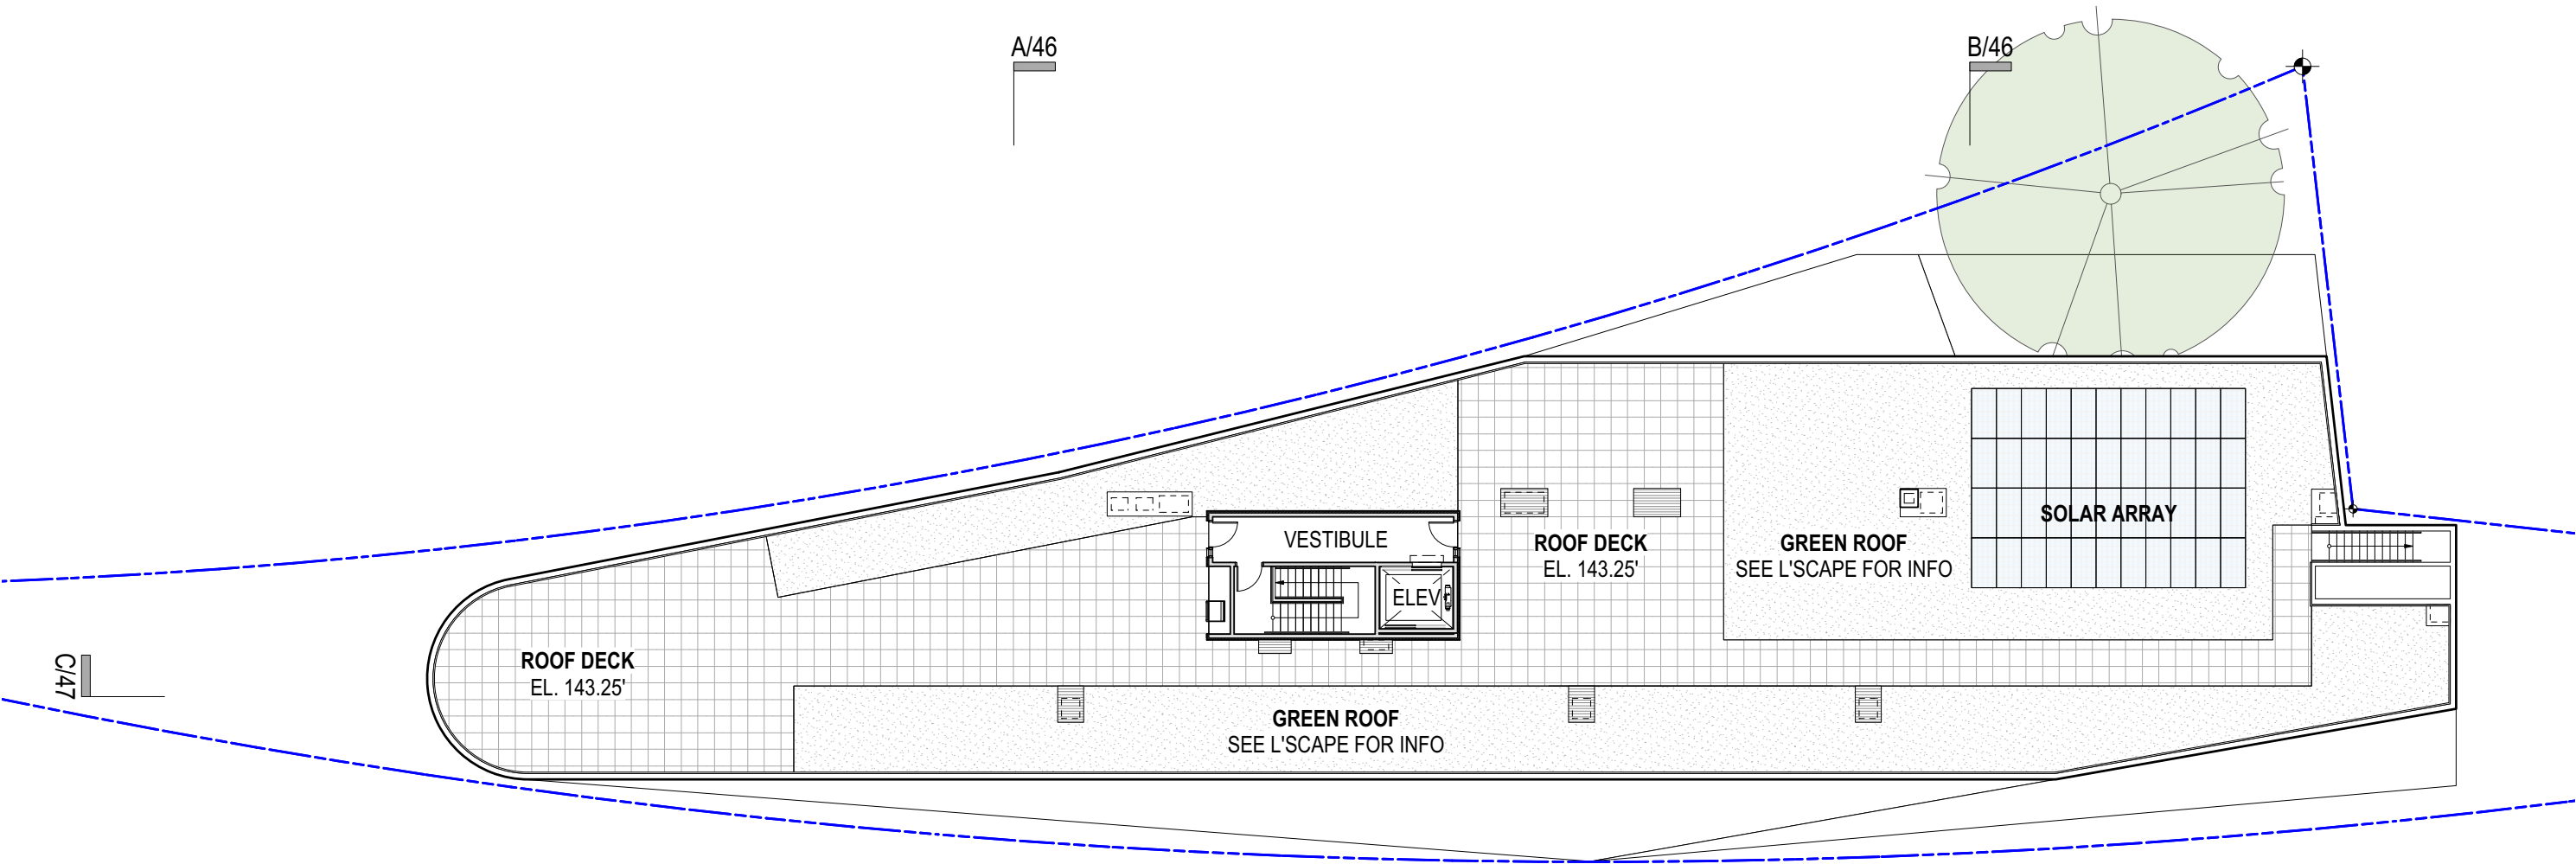 A/46
B/46
VESTIBULE
ELEV
ROOF DECK
EL. 143.25'
GREEN ROOF
SEE L'SCAPE FOR INFO
SOLAR ARRAY
C/47
ROOF DECK
EL. 143.25'
GREEN ROOF
SEE L'SCAPE FOR INFO